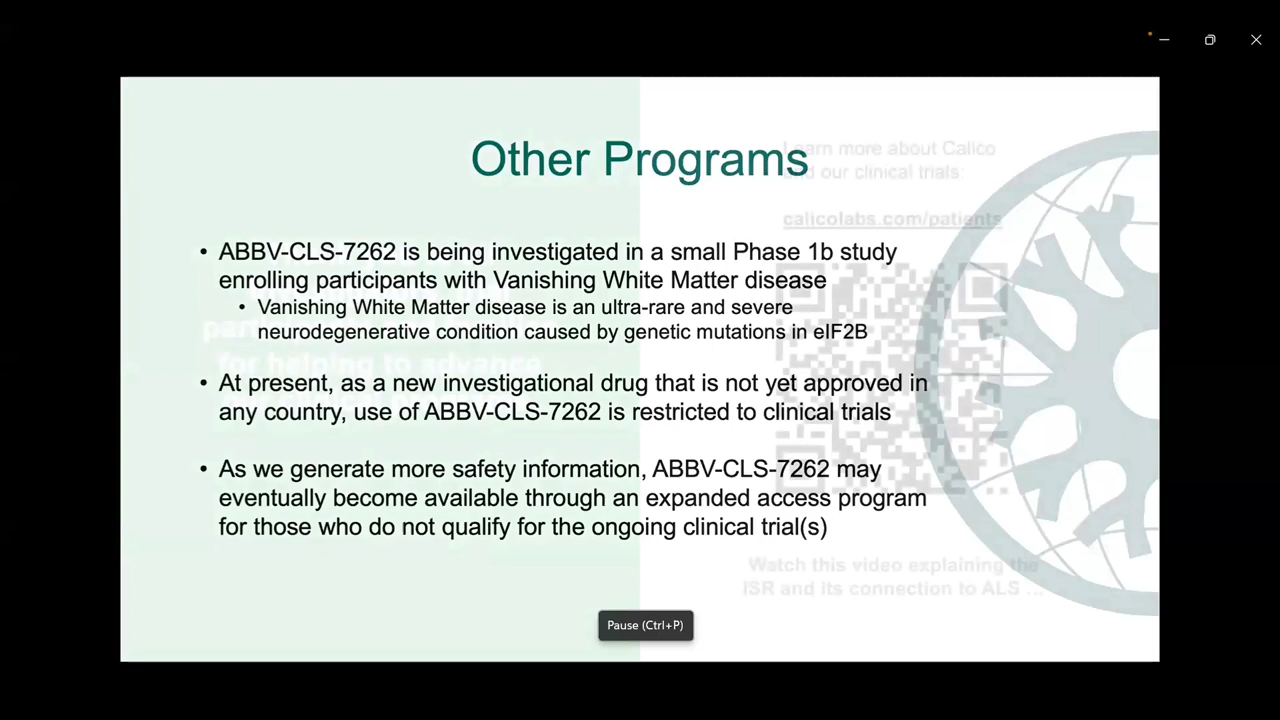 Other Programs
Learn more about Calico
and our clinical trials:
calicolabs.com/patients
• ABBV-CLS-7262 is being investigated in a small Phase 1b study
enrolling participants with Vanishing White Matter disease
• Vanishing White Matter disease is an ultra-rare and severe
neurodegenerative condition caused by genetic mutations in eIF2B
for helping to advance
• At present, as a new investigational drug that is not yet approved in
any country, use of ABBV-CLS-7262 is restricted to clinical trials
• As we generate more safety information, ABBV-CLS-7262 may
eventually become available through an expanded access program
for those who do not qualify for the ongoing clinical trial(s)
Watch this video explaining the
ISR and its connection to ALS ...
Pause (Ctrl+P)